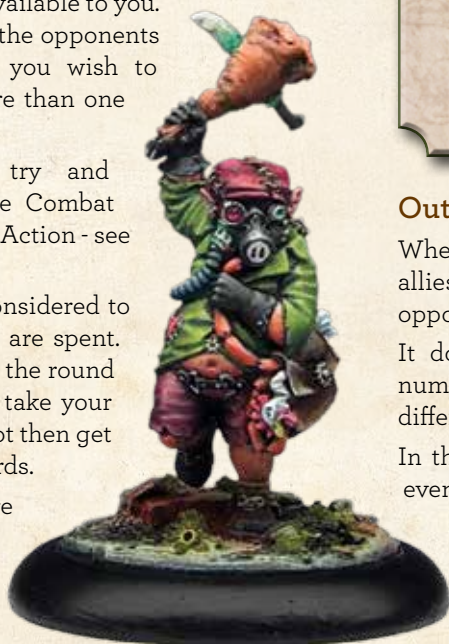 vailable to you.
the opponents
you wish to
re than one
try and
e Combat
Action - see
onsidered to
are spent.
the round
take your
ot then get
rds.
re
Out
Whe
allies
oppo
It do
num
diffe
In th
ever